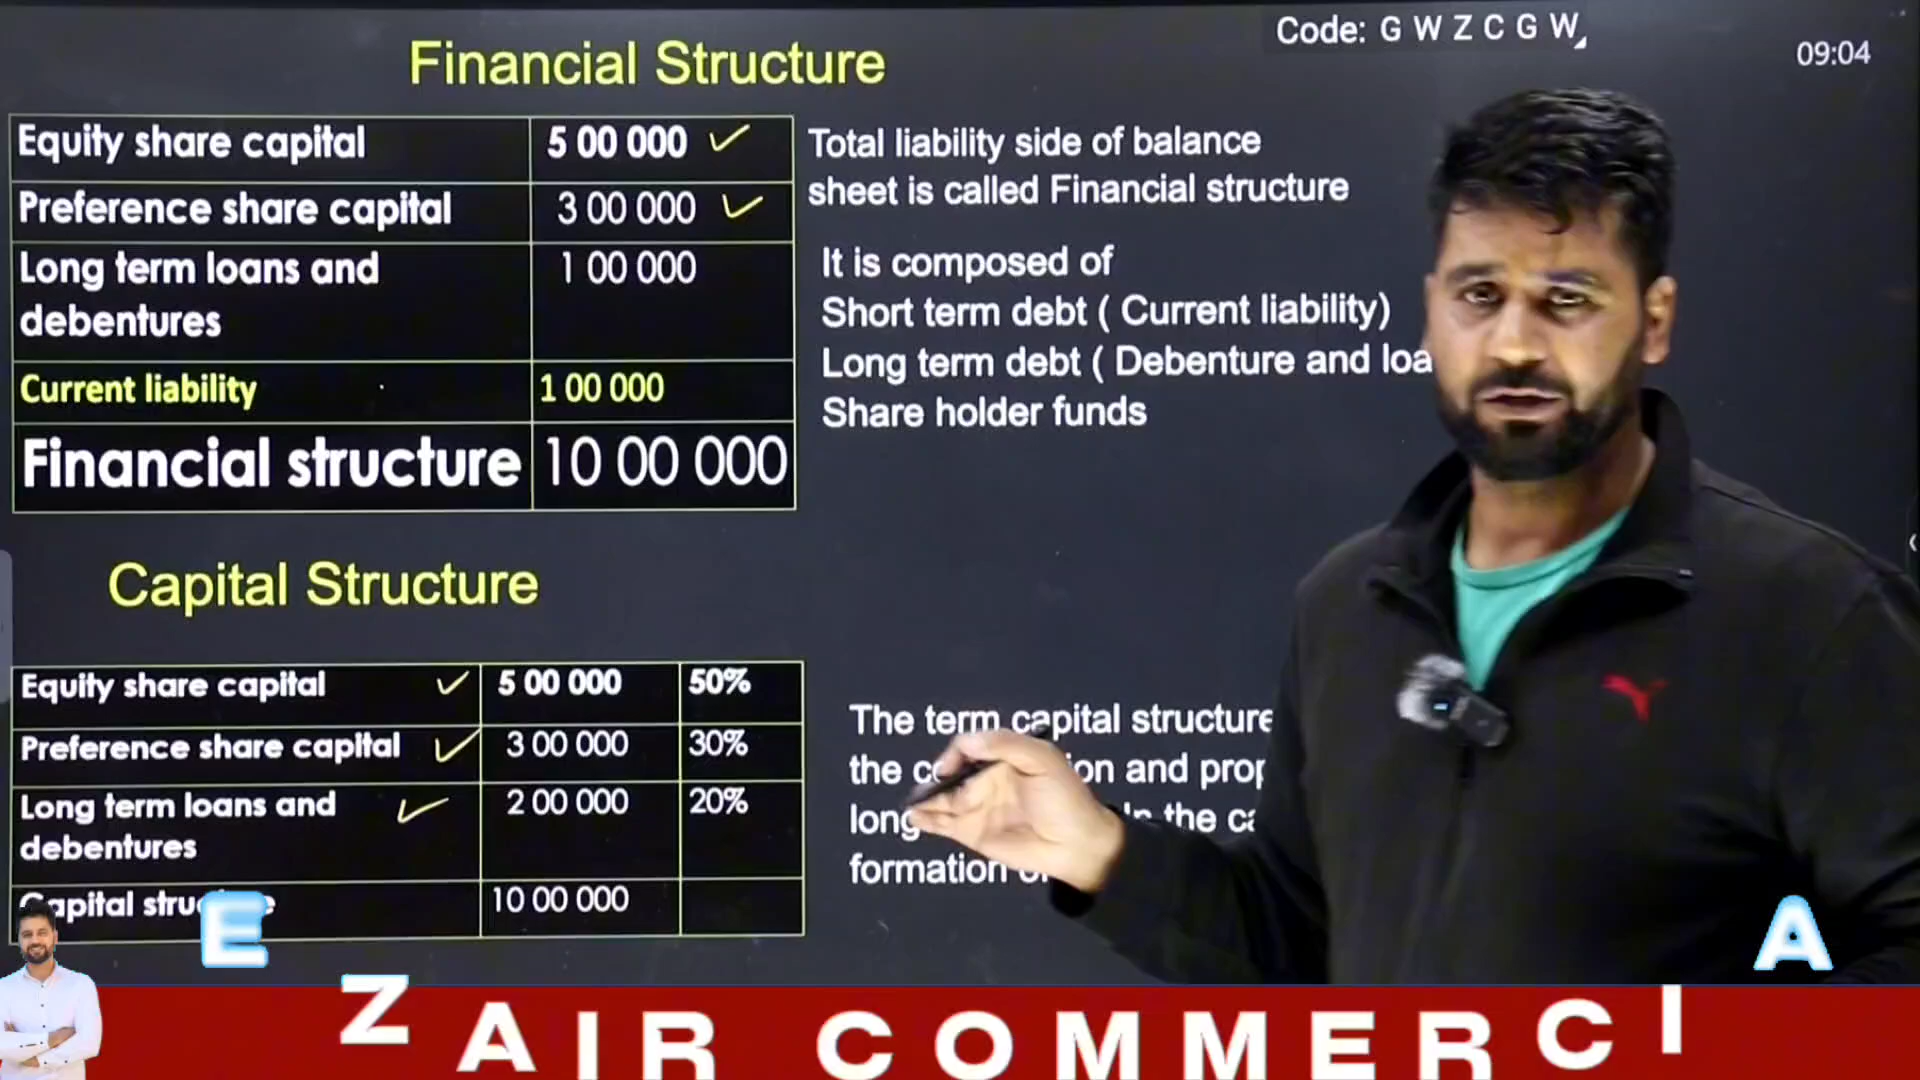 Code: G W Z C G W
09:04
Financial Structure
Equity share capital 5 00 000
Preference share capital 3 00 000
Long term loans and 1 00 000
debentures
Current liability 1 00 000
Financial structure 10 00 000
Total liability side of balance
sheet is called Financial structure
It is composed of
Short term debt ( Current liability)
Long term debt ( Debenture and loa
Share holder funds
Capital Structure
Equity share capital 5 00 000 50%
Preference share capital 3 00 000 30%
Long term loans and 2 00 000 20%
debentures
Capital 10 00 000
The term capital structure
the and prop
long the ca
formation
E
A
Z A I R C O M M E R C I